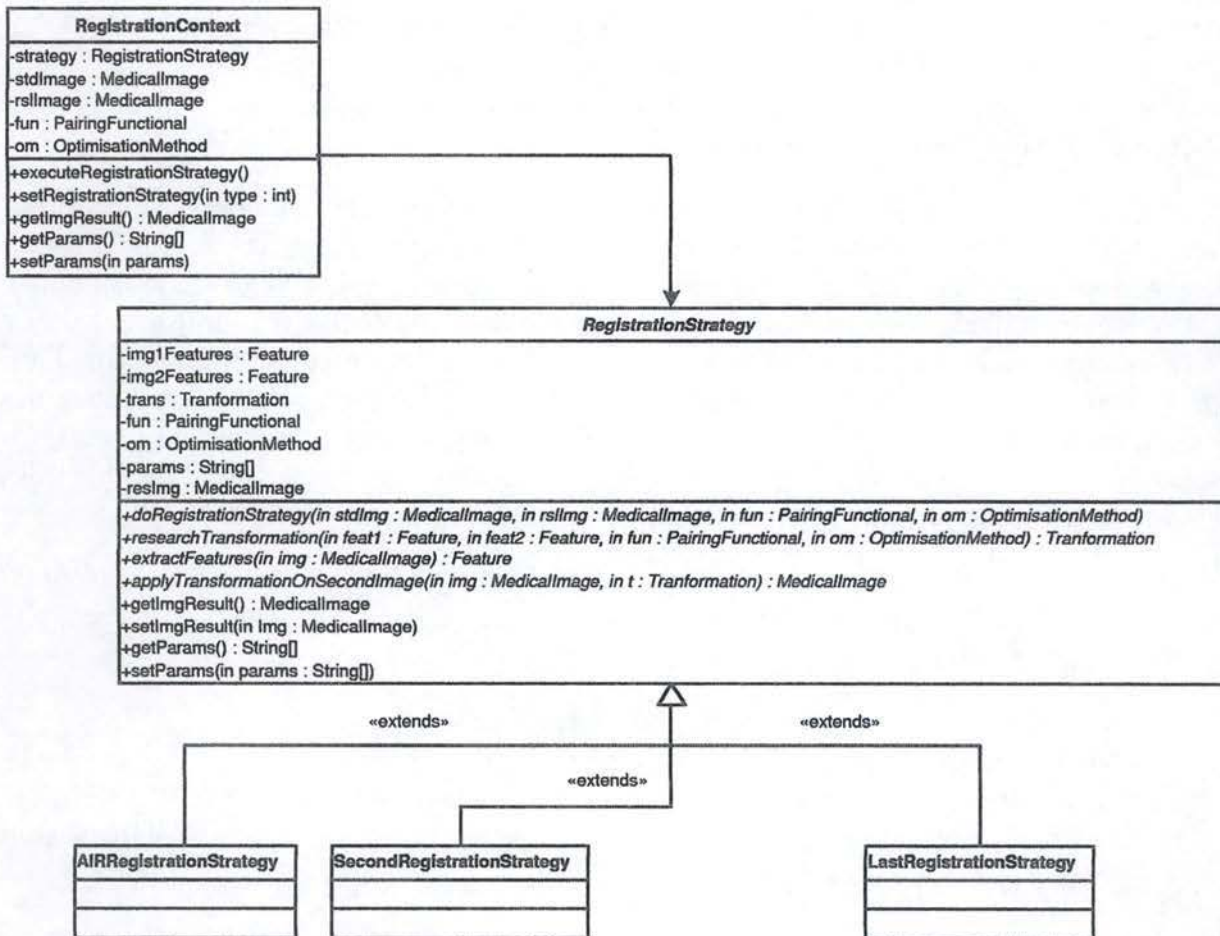 RegistrationContext
-strategy : RegistrationStrategy
-stdImage : MedicalImage
-rslImage : MedicalImage
-fun : PairingFunctional
-om : OptimisationMethod
+executeRegistrationStrategy()
+setRegistrationStrategy(in type : int)
+getImgResult() : MedicalImage
+getParams() : String[]
+setParams(in params)
RegistrationStrategy
-img1Features : Feature
-img2Features : Feature
-trans : Tranformation
-fun : PairingFunctional
-om : OptimisationMethod
-params : String[]
-resImg : MedicalImage
+doRegistrationStrategy(in stdImg : MedicalImage, in rslImg : MedicalImage, in fun : PairingFunctional, in om : OptimisationMethod)
+researchTransformation(in feat1 : Feature, in feat2 : Feature, in fun : PairingFunctional, in om : OptimisationMethod) : Tranformation
+extractFeatures(in img : MedicalImage) : Feature
+applyTransformationOnSecondImage(in img : MedicalImage, in t : Tranformation) : MedicalImage
+getImgResult() : MedicalImage
+setImgResult(in Img : MedicalImage)
+getParams() : String[]
+setParams(in params : String[])
«extends» «extends»
«extends»
AIRRegistrationStrategy SecondRegistrationStrategy LastRegistrationStrategy